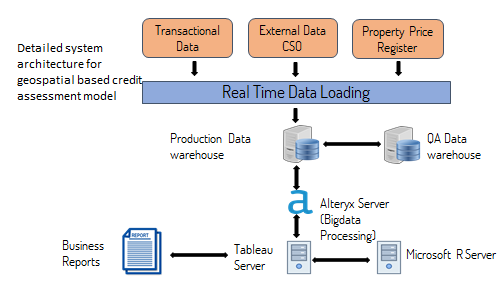 Transactional
Data
External Data
CSO
Property Price
Register
Detailed system
architecture for
geospatial based credit
assessment model
Real Time Data Loading
Production Data
warehouse
QA Data
warehouse
a
Alteryx Server
(Bigdata
Processing)
Business
Reports
REPORT
Tableau
Server
Microsoft R Server